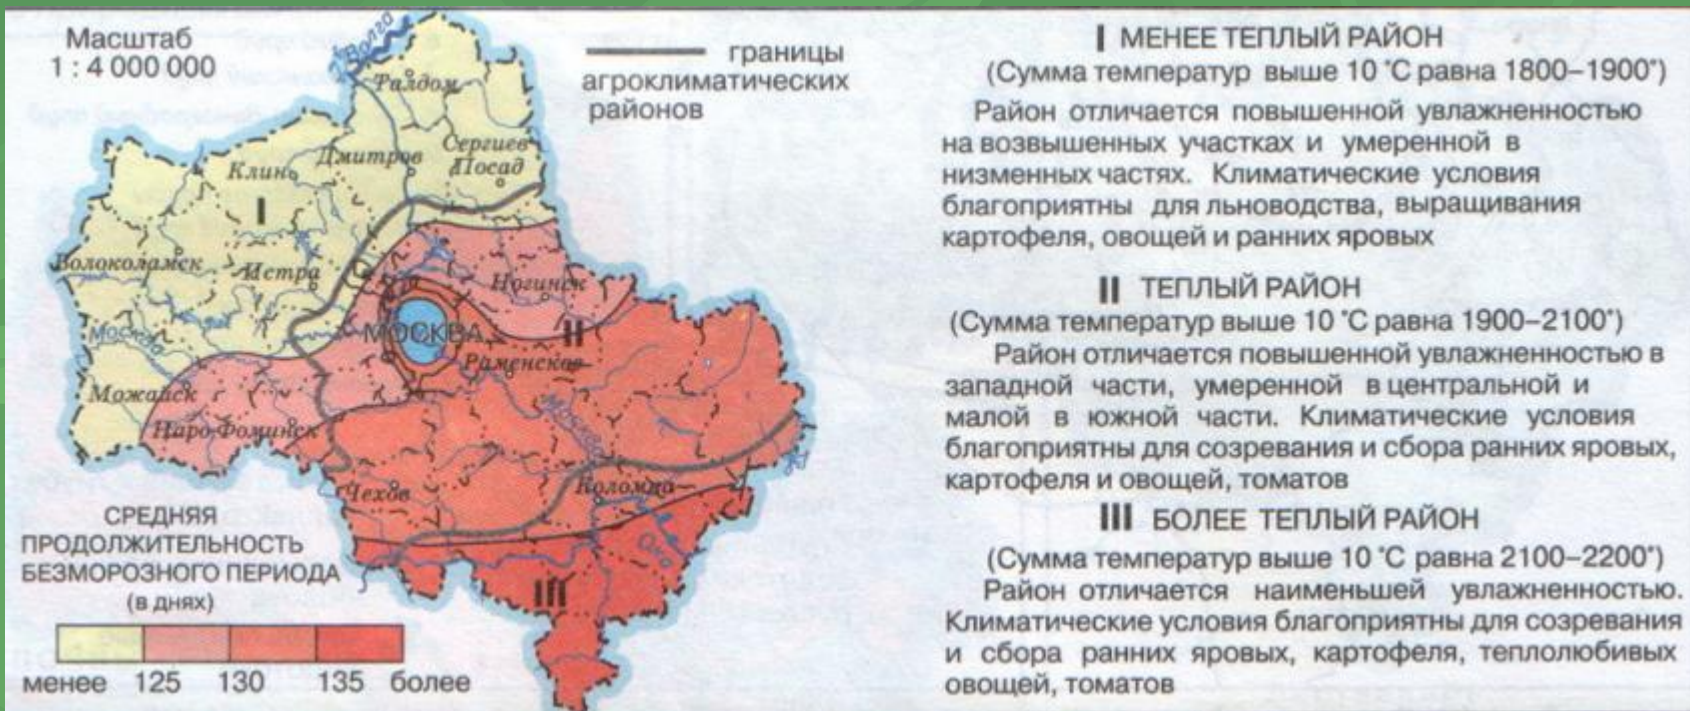 Масштаб
1 : 4 000 000
границы
агроклиматических
районов
Волга
Талдом
Сергиев
Посад
Дмитров
Клин
I
Волоколамск
Истра
Ногинск
Москва
МОСКВА
II
Раменское
Можайск
Наро-Фоминск
Москва
Чехов
Коломна
Ока
III
СРЕДНЯЯ
ПРОДОЛЖИТЕЛЬНОСТЬ
БЕЗМОРОЗНОГО ПЕРИОДА
(в днях)
менее 125 130 135 более
I МЕНЕЕ ТЕПЛЫЙ РАЙОН
(Сумма температур выше 10 °С равна 1800–1900°)
Район отличается повышенной увлажненностью
на возвышенных участках и умеренной в
низменных частях. Климатические условия
благоприятны для льноводства, выращивания
картофеля, овощей и ранних яровых
II ТЕПЛЫЙ РАЙОН
(Сумма температур выше 10 °С равна 1900–2100°)
Район отличается повышенной увлажненностью в
западной части, умеренной в центральной и
малой в южной части. Климатические условия
благоприятны для созревания и сбора ранних яровых,
картофеля и овощей, томатов
III БОЛЕЕ ТЕПЛЫЙ РАЙОН
(Сумма температур выше 10 °С равна 2100–2200°)
Район отличается наименьшей увлажненностью.
Климатические условия благоприятны для созревания
и сбора ранних яровых, картофеля, теплолюбивых
овощей, томатов